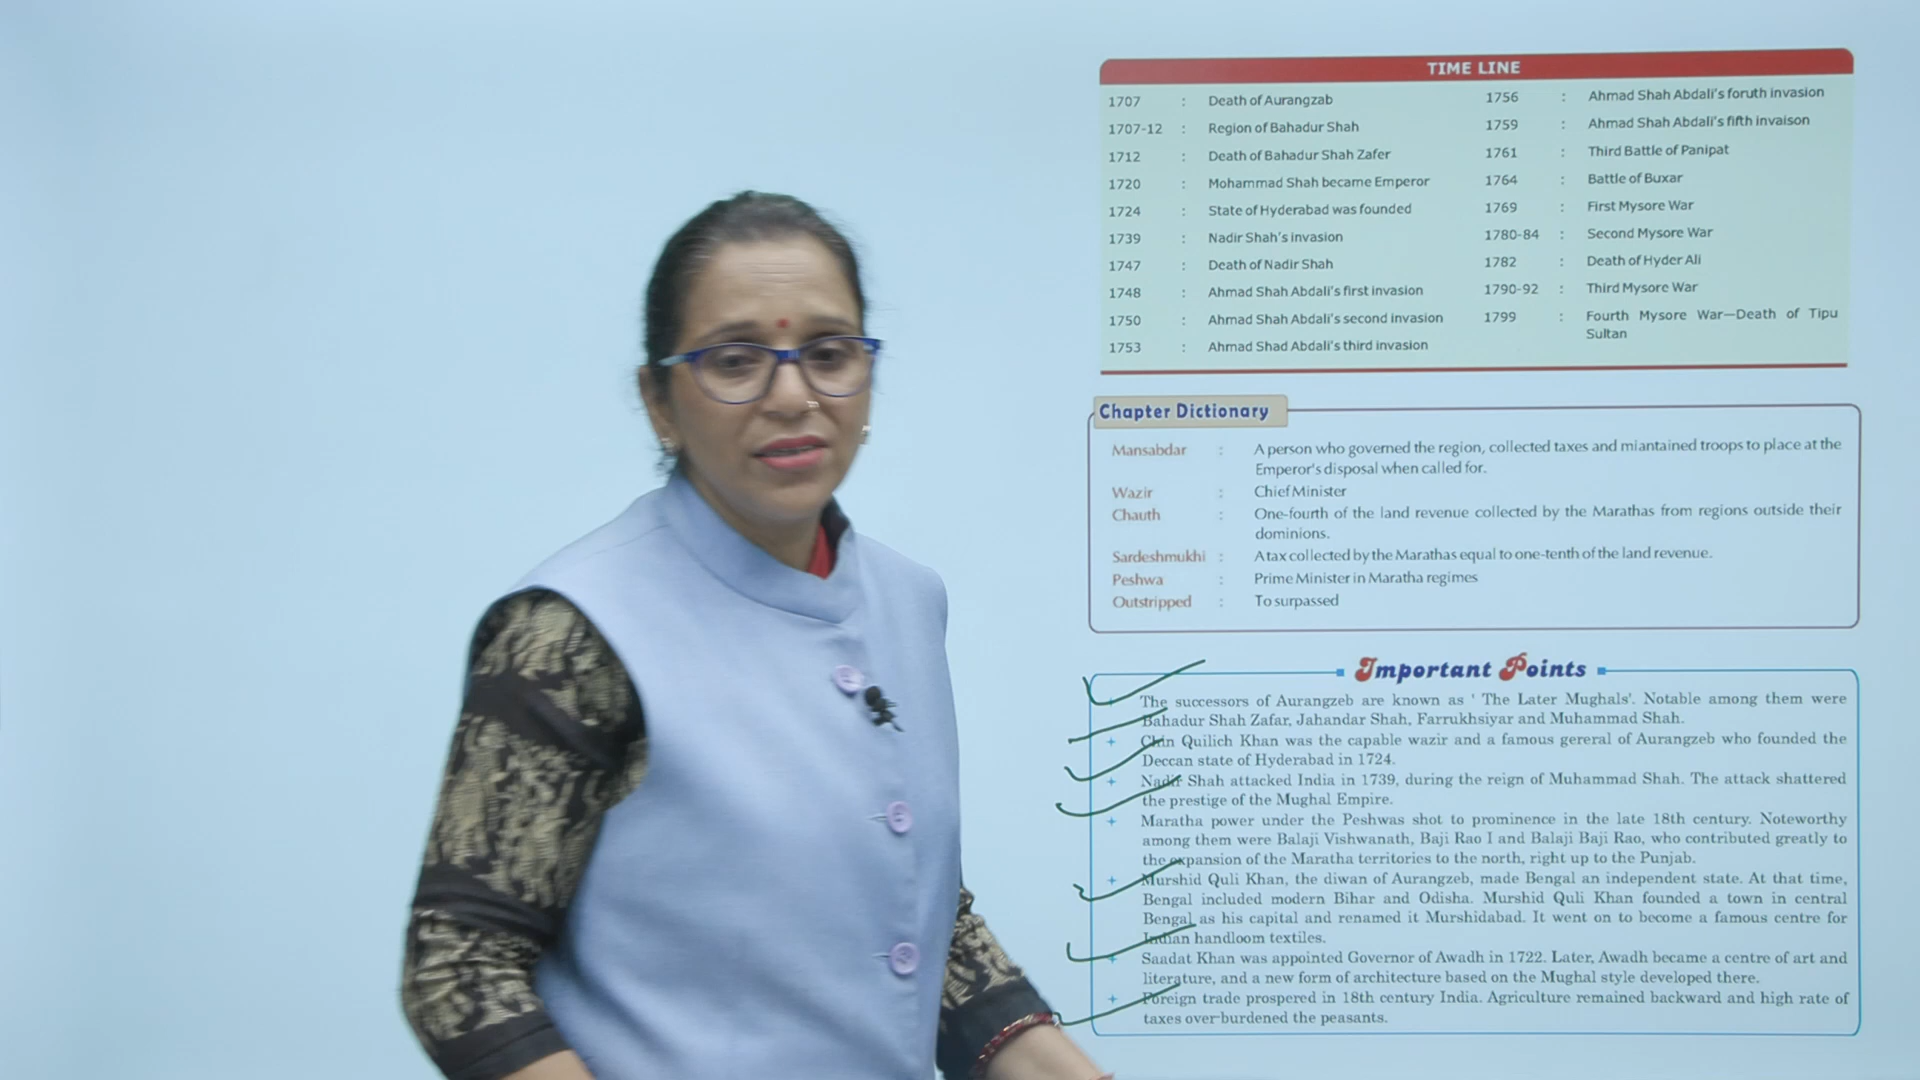 TIME LINE
1707 : Death of Aurangzab
1707-12 : Region of Bahadur Shah
1712 : Death of Bahadur Shah Zafer
1720 : Mohammad Shah became Emperor
1724 : State of Hyderabad was founded
1739 : Nadir Shah's invasion
1747 : Death of Nadir Shah
1748 : Ahmad Shah Abdali's first invasion
1750 : Ahmad Shah Abdali's second invasion
1753 : Ahmad Shad Abdali's third invasion
1756 : Ahmad Shah Abdali's foruth invasion
1759 : Ahmad Shah Abdali's fifth invaison
1761 : Third Battle of Panipat
1764 : Battle of Buxar
1769 : First Mysore War
1780-84 : Second Mysore War
1782 : Death of Hyder Ali
1790-92 : Third Mysore War
1799 : Fourth Mysore War—Death of Tipu
Sultan
Chapter Dictionary
Mansabdar : A person who governed the region, collected taxes and miantained troops to place at the
Emperor's disposal when called for.
Wazir : Chief Minister
Chauth : One-fourth of the land revenue collected by the Marathas from regions outside their
dominions.
Sardeshmukhi : A tax collected by the Marathas equal to one-tenth of the land revenue.
Peshwa : Prime Minister in Maratha regimes
Outstripped : To surpassed
Important Points
The successors of Aurangzeb are known as ' The Later Mughals'. Notable among them were
Bahadur Shah Zafar, Jahandar Shah, Farrukhsiyar and Muhammad Shah.
Chin Quilich Khan was the capable wazir and a famous gereral of Aurangzeb who founded the
Deccan state of Hyderabad in 1724.
Nadir Shah attacked India in 1739, during the reign of Muhammad Shah. The attack shattered
the prestige of the Mughal Empire.
Maratha power under the Peshwas shot to prominence in the late 18th century. Noteworthy
among them were Balaji Vishwanath, Baji Rao I and Balaji Baji Rao, who contributed greatly to
the expansion of the Maratha territories to the north, right up to the Punjab.
Murshid Quli Khan, the diwan of Aurangzeb, made Bengal an independent state. At that time,
Bengal included modern Bihar and Odisha. Murshid Quli Khan founded a town in central
Bengal as his capital and renamed it Murshidabad. It went on to become a famous centre for
Indian handloom textiles.
Saadat Khan was appointed Governor of Awadh in 1722. Later, Awadh became a centre of art and
literature, and a new form of architecture based on the Mughal style developed there.
Foreign trade prospered in 18th century India. Agriculture remained backward and high rate of
taxes over-burdened the peasants.